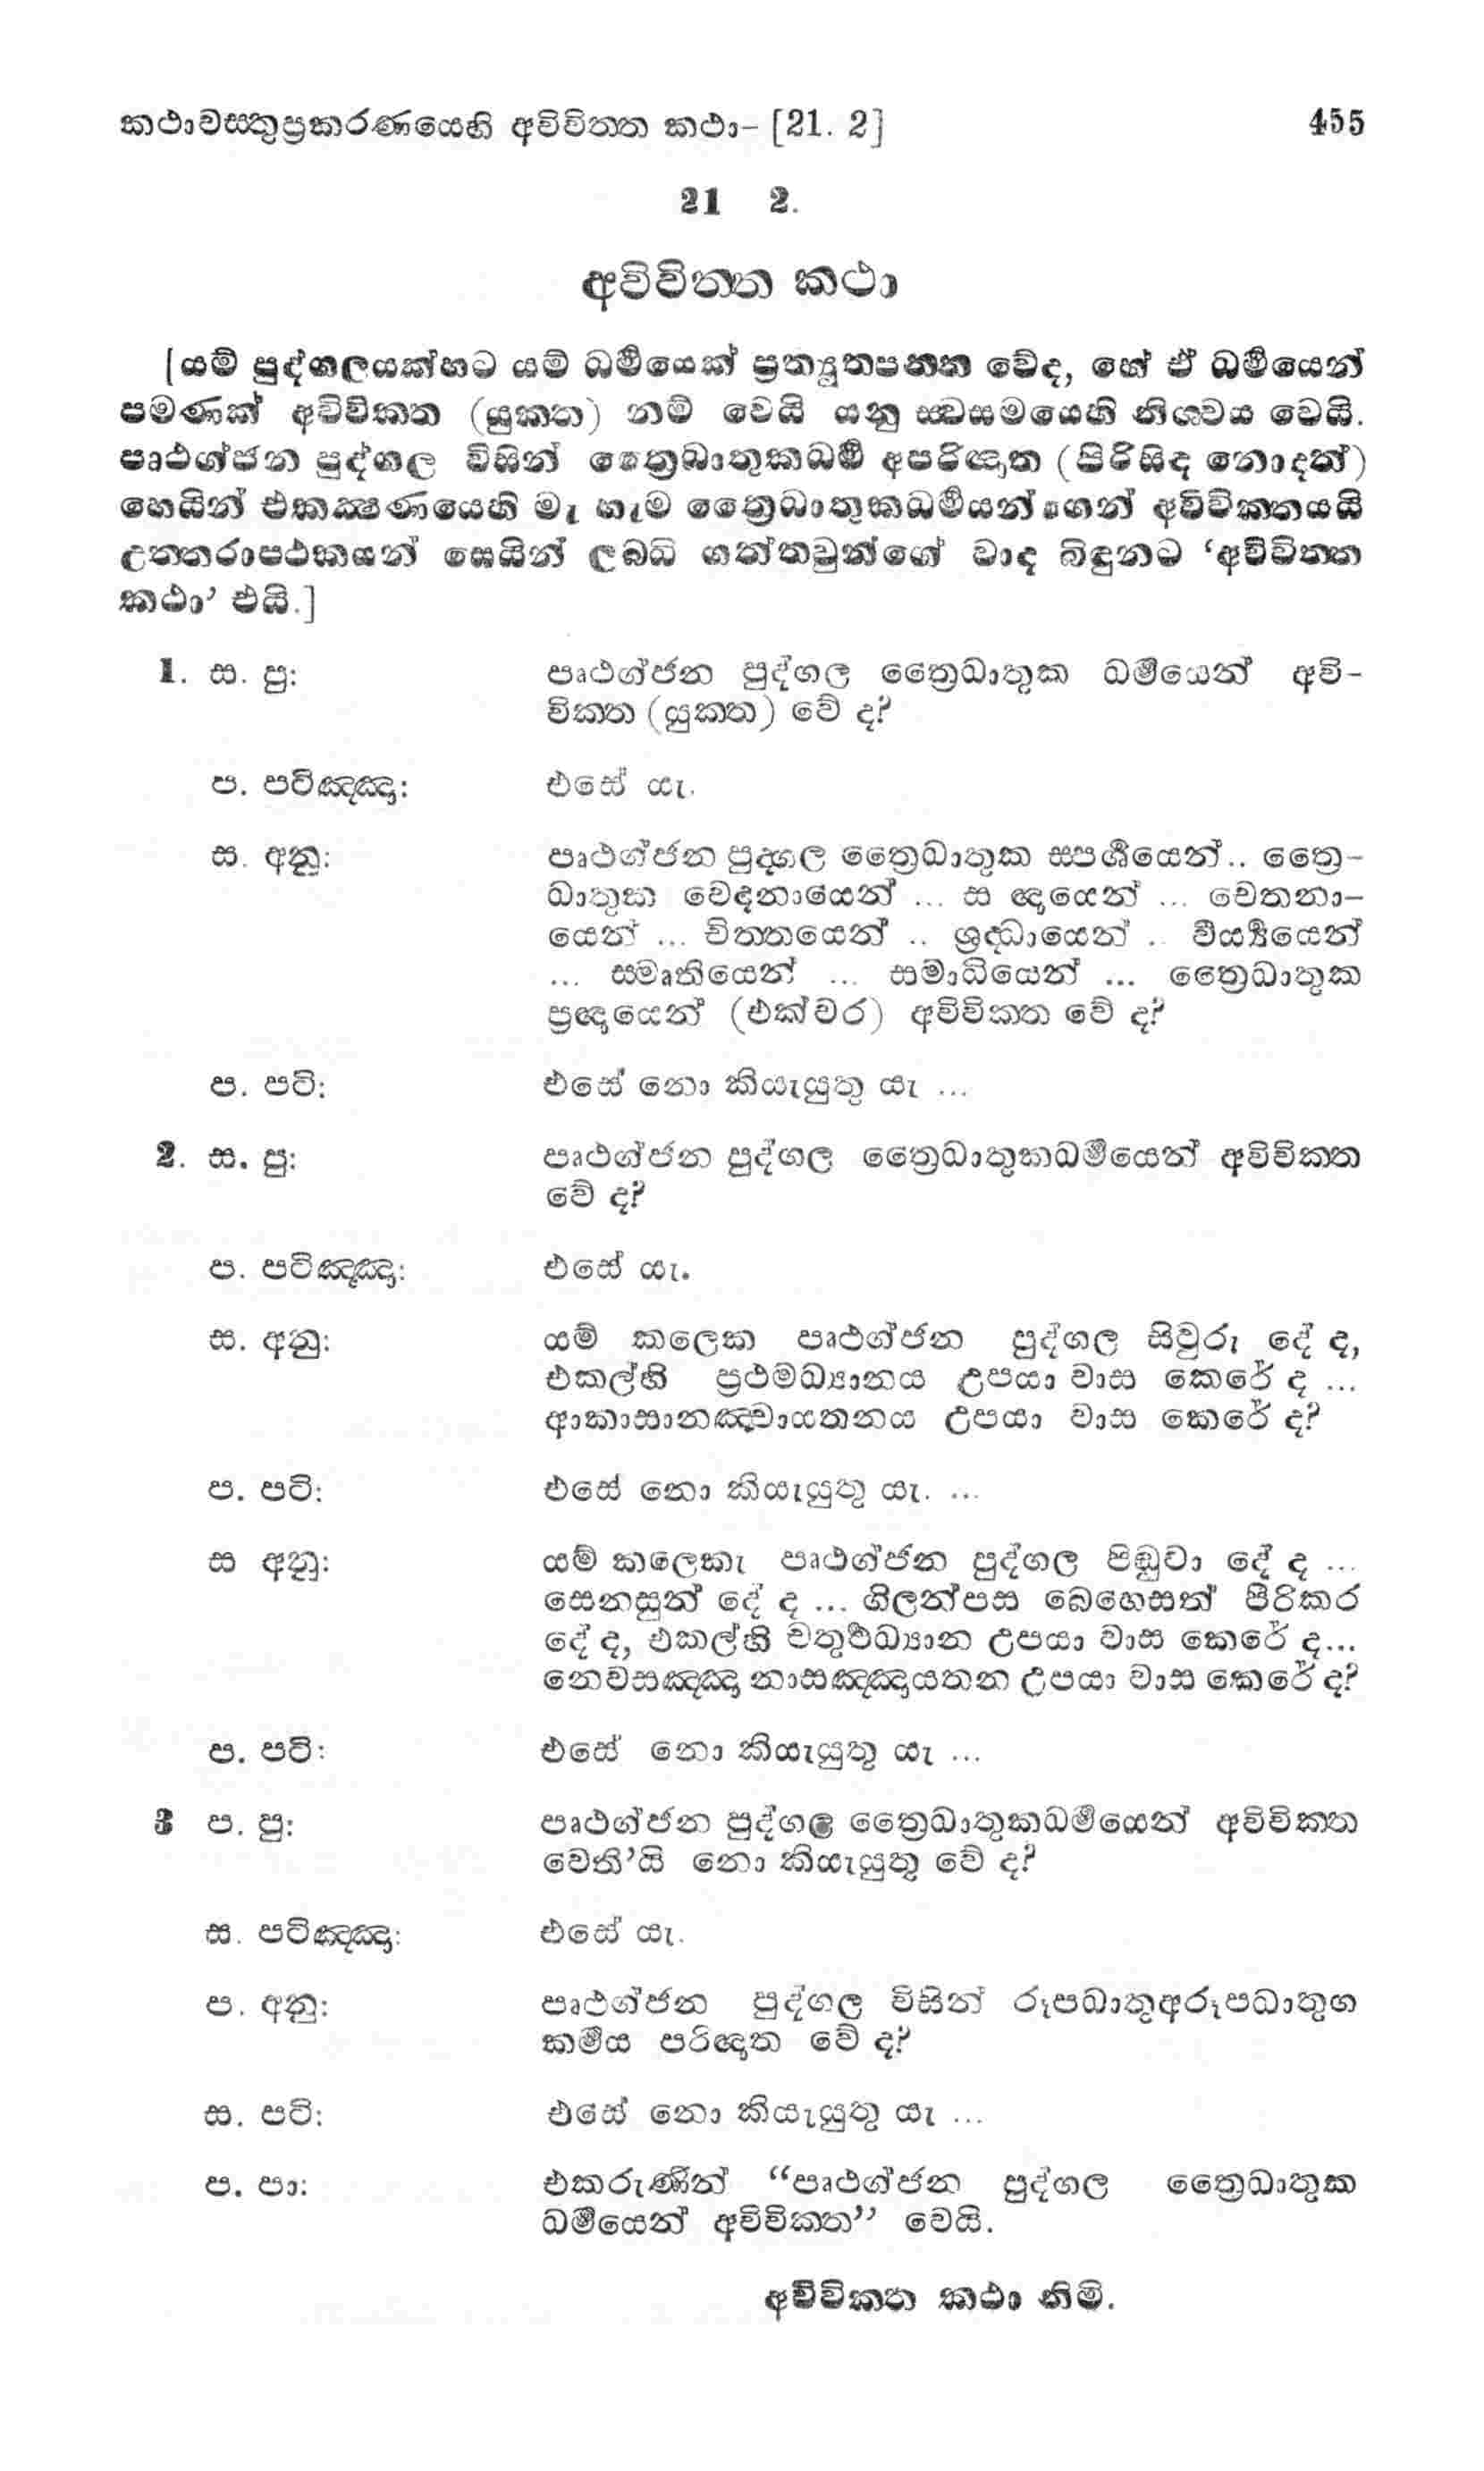 කථාවස්තුප්‍රකරණයෙහි අවිවිත්ත කථා- [21. 2] 455
21 2.
අවිවිත්ත කථා
[යම් පුද්ගලයක්හට යම් ධර්‍මයෙක් ප්‍රත්‍යුත්පන්න වේද, හේ ඒ ධර්‍මයෙන්
පමණක් අවිවික්ත (යුක්ත) නම් වෙයි යනු ස්වසමයෙහි නිශ්චය වෙයි.
පෘථග්ජන පුද්ගල විසින් ත්‍රෛධාතුකධර්‍ම අපරිඥාත (පිරිසිඳ නොදත්)
හෙයින් එකක්‍ෂණයෙහි මැ හැම ත්‍රෛධාතුකධර්‍මයන්ගෙන් අවිවික්තයයි
උත්තරාපථකයන් සෙයින් ලබ්ධි ගත්තවුන්ගේ වාද බිඳුනට ‘අවිවිත්ත
කථා’ එයි.]
1. ස. පු: පෘථග්ජන පුද්ගල ත්‍රෛධාතුක ධර්‍මයෙන් අවි-
වික්ත (යුක්ත) වේ ද?
ප. පටිඤ්ඤා: එසේ යැ.
ස. අනු: පෘථග්ජන පුද්ගල ත්‍රෛධාතුක ස්පර්‍ශයෙන්.. ත්‍රෛ-
ධාතුක වෙදනායෙන් ... ස ඥායෙන් ... චෙතනා-
යෙන් ... චිත්තයෙන් .. ශ්‍රද්ධායෙන් .. වීර්‍ය්‍යයෙන්
... ස්මෘතියෙන් ... සමාධියෙන් ... ත්‍රෛධාතුක
ප්‍රඥායෙන් (එක්වර) අවිවික්ත වේ ද?
ප. පටි: එසේ නො කියැයුතු යැ ...
2. ස. පු: පෘථග්ජන පුද්ගල ත්‍රෛධාතුකධර්‍මයෙන් අවිවික්ත
වේ ද?
ප. පටිඤ්ඤා: එසේ යැ.
ස. අනු: යම් කලෙක පෘථග්ජන පුද්ගල සිවුරු දේ ද,
එකල්හි ප්‍රථමධ්‍යානය උපයා වාස කෙරේ ද ...
ආකාසානඤ්චායතනය උපයා වාස කෙරේ ද?
ප. පටි: එසේ නො කියැයුතු යැ. ...
ස අනු: යම් කලෙකැ පෘථග්ජන පුද්ගල පිඬුවා දේ ද ...
සෙනසුන් දේ ද ... ගිලන්පස බෙහෙසත් පිරිකර
දේ ද, එකල්හි චතුර්‍ථධ්‍යාන උපයා වාස කෙරේ ද...
නෙවසඤ්ඤා නාසඤ්ඤායතන උපයා වාස කෙරේ ද?
ප. පටි: එසේ නො කියැයුතු යැ ...
3 ප. පු: පෘථග්ජන පුද්ගල ත්‍රෛධාතුකධර්‍මයෙන් අවිවික්ත
වෙති’යි නො කියැයුතු වේ ද?
ස. පටිඤ්ඤා: එසේ යැ.
ප. අනු: පෘථග්ජන පුද්ගල විසින් රූපධාතුඅරූපධාතුග
කර්‍මය පරිඥාත වේ ද?
ස. පටි: එසේ නො කියැයුතු යැ ...
ප. පා: එකරුණින් “පෘථග්ජන පුද්ගල ත්‍රෛධාතුක
ධර්‍මයෙන් අවිවික්ත” වෙයි.
අවිවික්ත කථා නිමි.